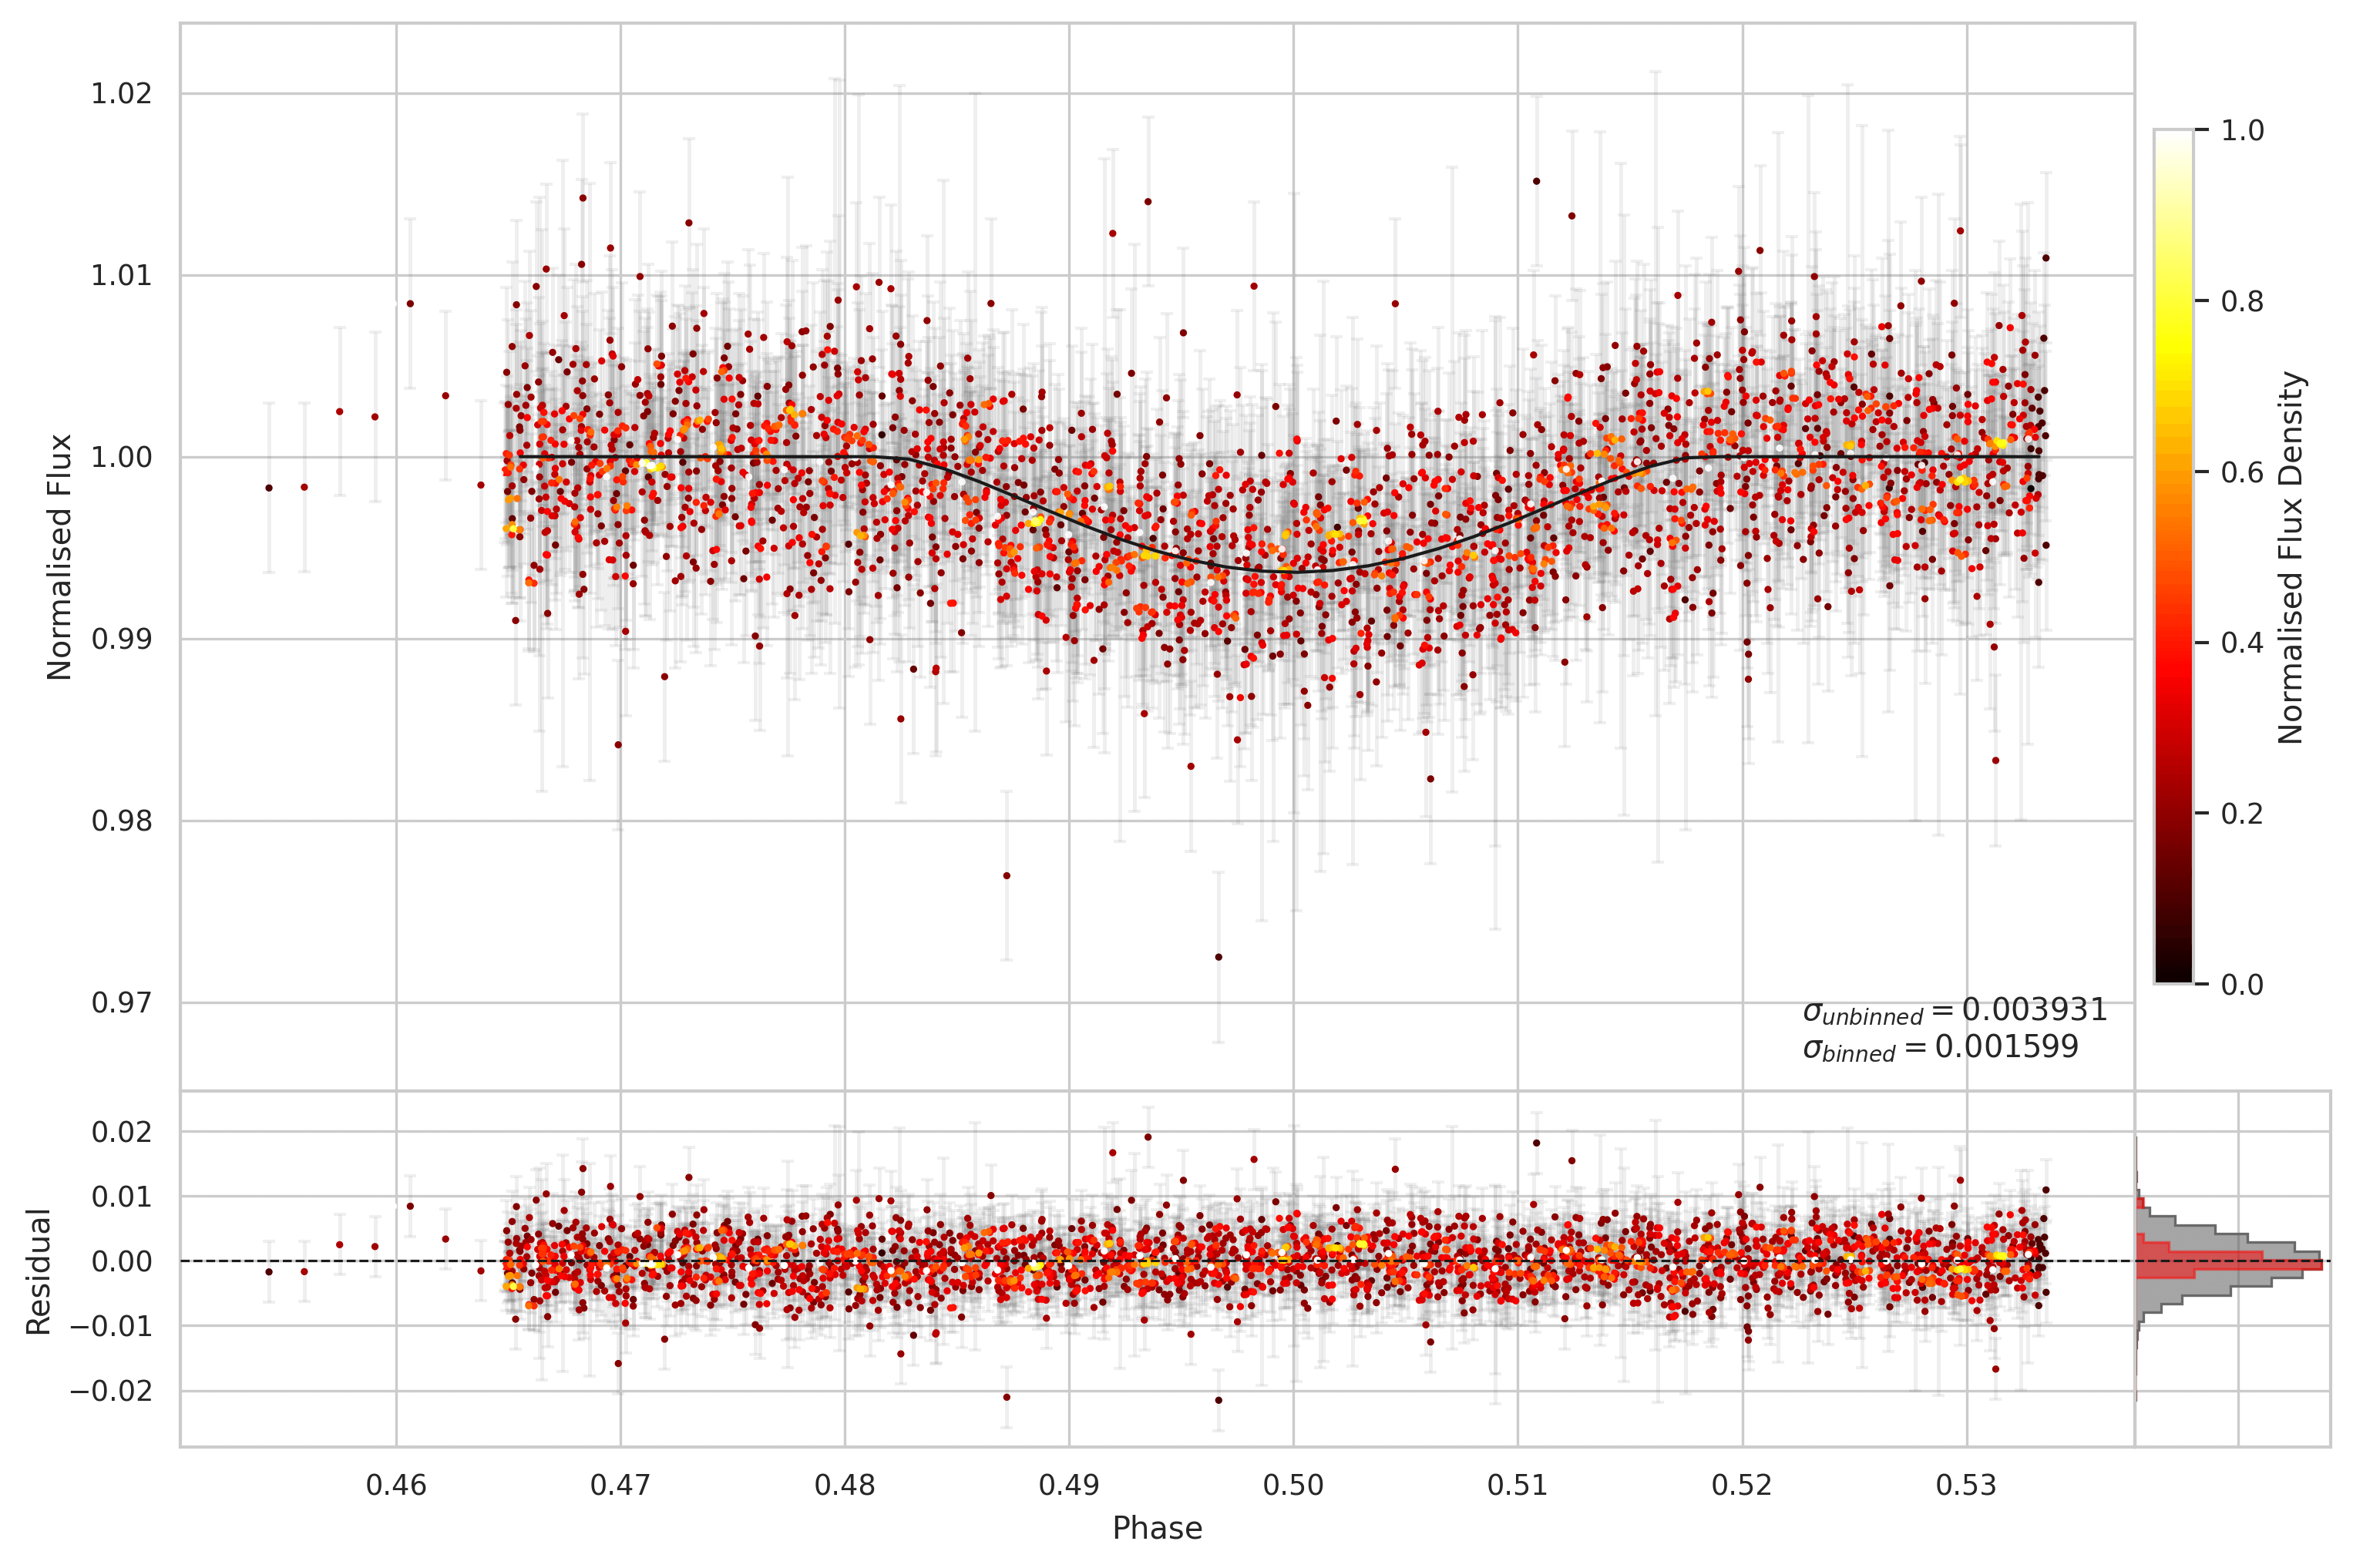 1.02
1.01
1.00
0.99
0.98
0.97
Normalised Flux
σunbinned = 0.003931
σbinned = 0.001599
1.0
0.8
0.6
0.4
0.2
0.0
Normalised Flux Density
0.02
0.01
0.00
−0.01
−0.02
Residual
0.46 0.47 0.48 0.49 0.50 0.51 0.52 0.53
Phase